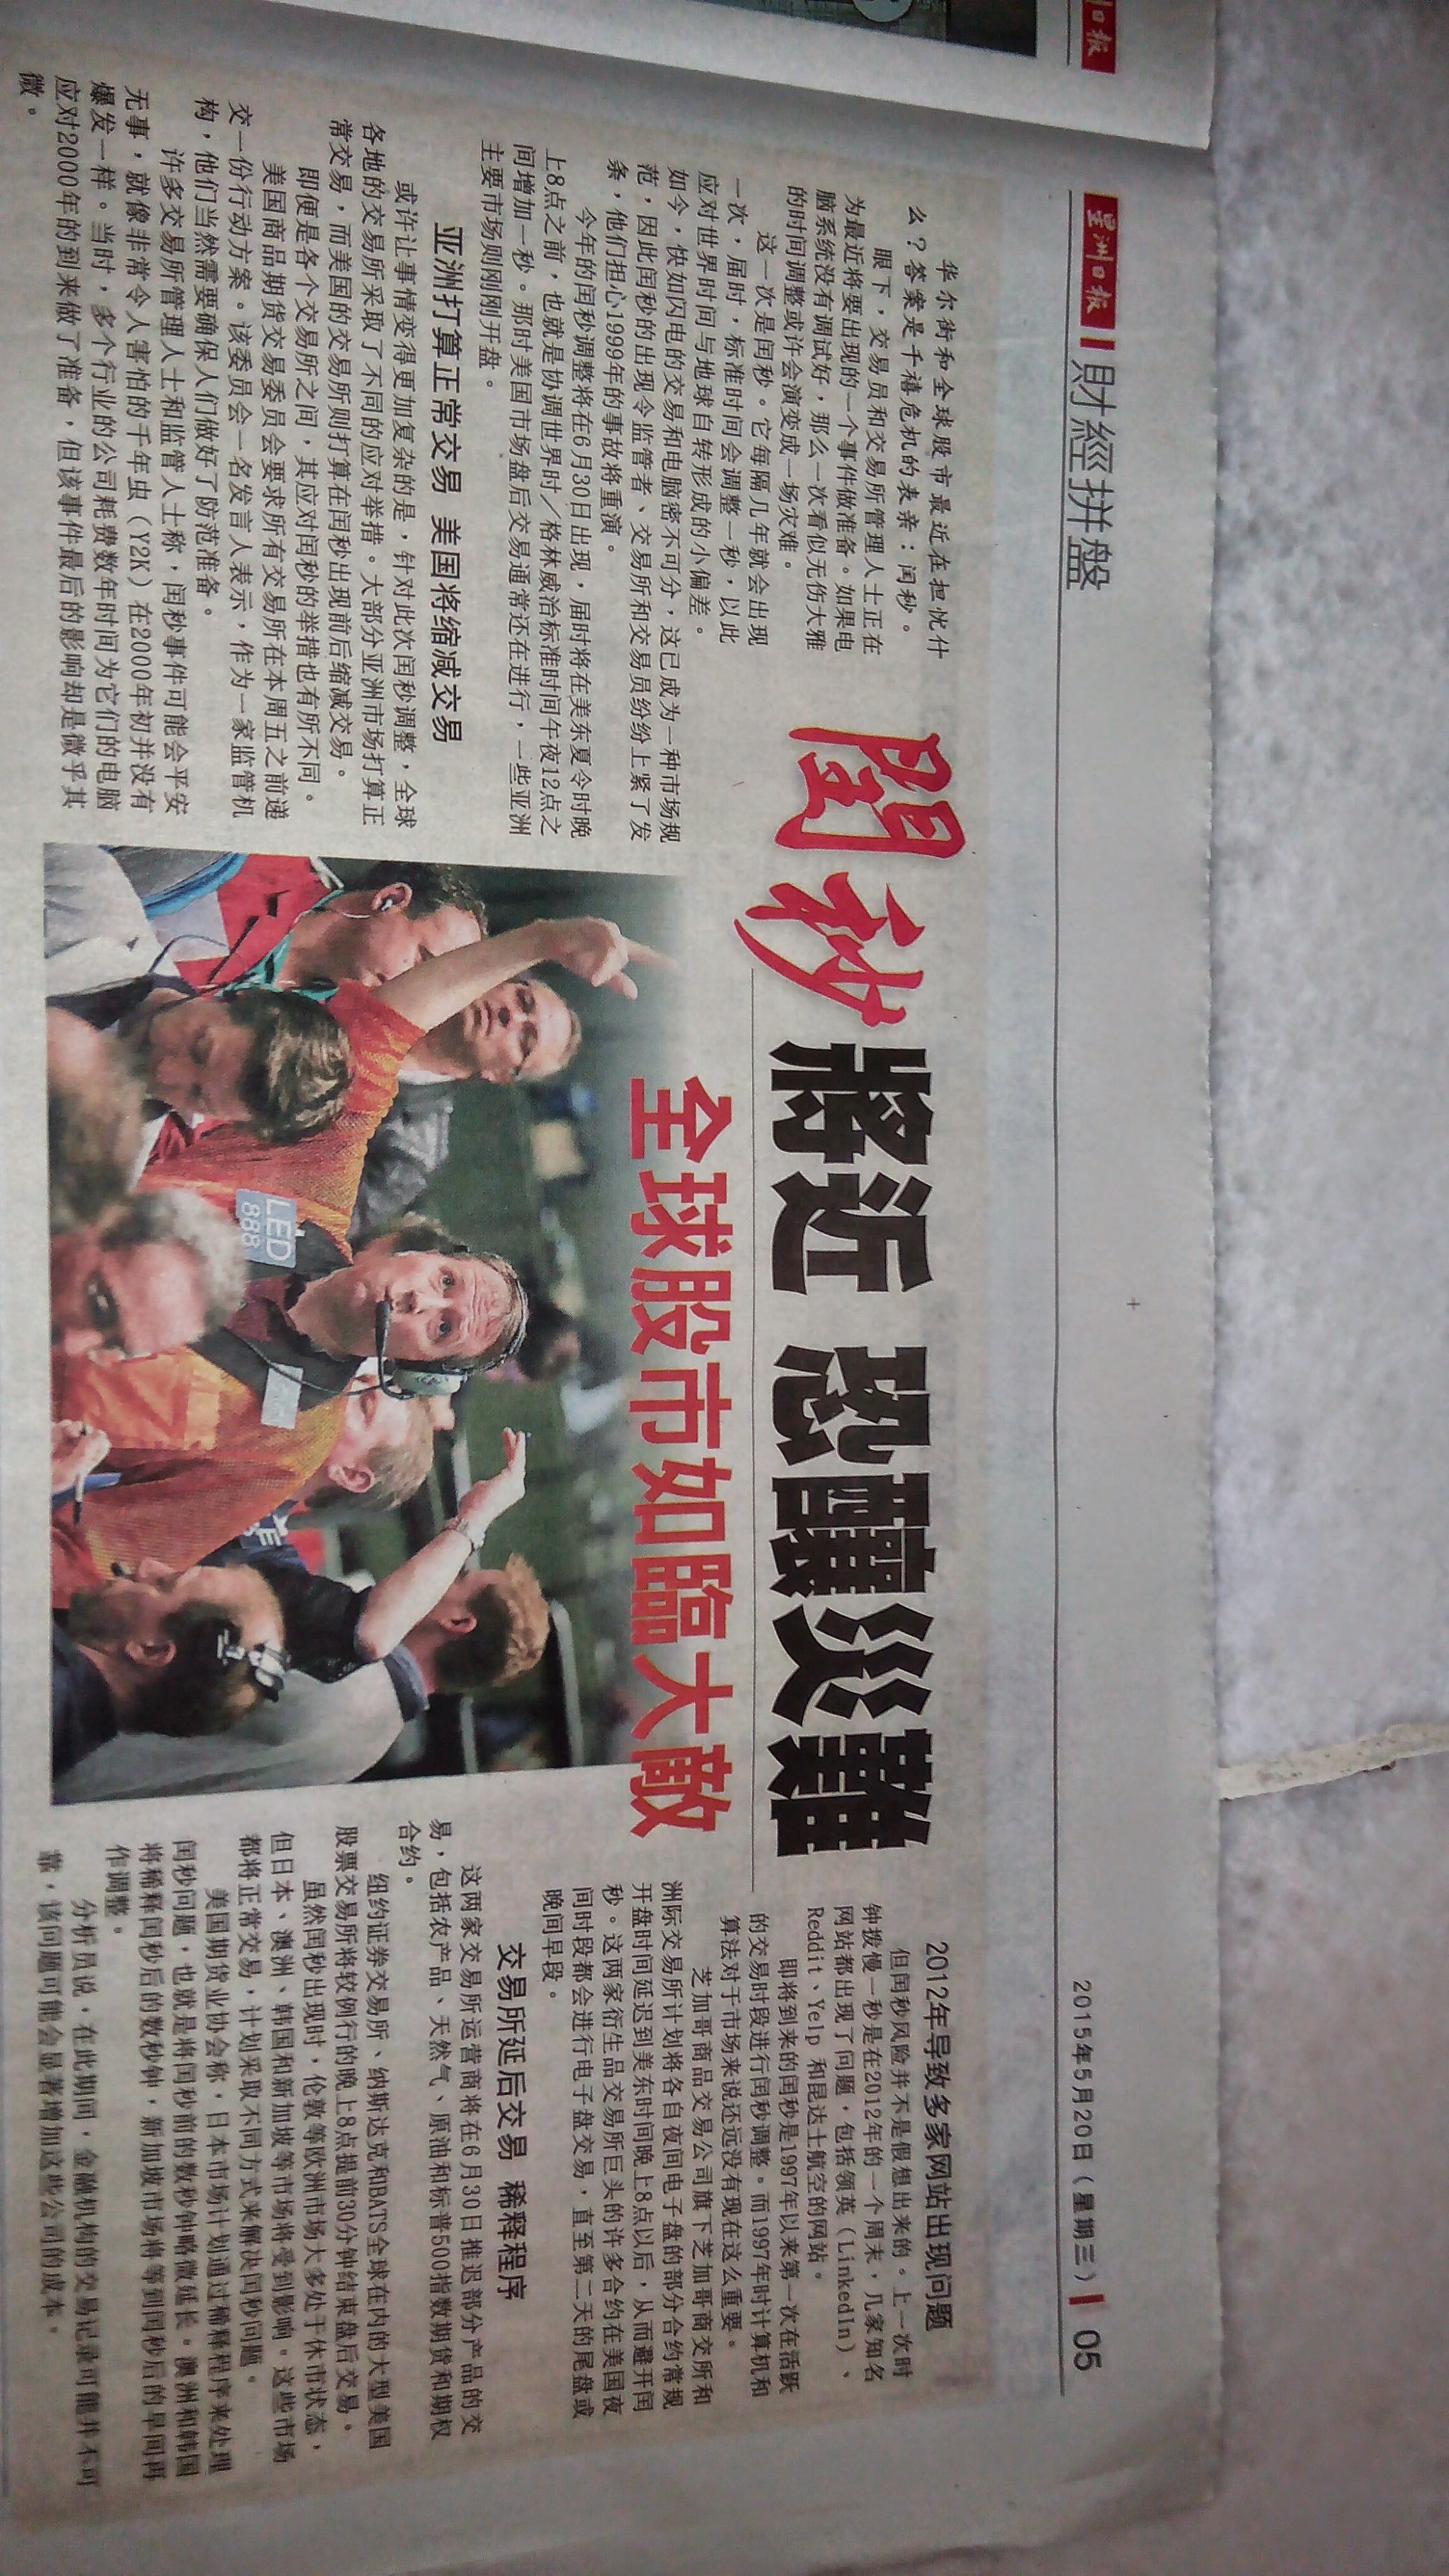 星洲日报
財經拼盤
2015年5月20日（星期三）
05
閏秒將近 恐釀災難
全球股市如臨大敵
华尔街和全球股市最近在担忧什
么？答案是千禧危机的表亲：闰秒。
眼下，交易员和交易所管理人士正在
为最近将要出现的一个事件做准备。如果电
脑系统没有调试好，那么一次看似无伤大雅
的时间调整或许会演变成一场灾难。
这一次是闰秒。它每隔几年就会出现
一次，届时，标准时间会调整一秒，以此
应对世界时间与地球自转形成的小偏差。
如今，快如闪电的交易和电脑密不可分，这已成为一种市场规
范，因此闰秒的出现令监管者、交易所和交易员纷纷上紧了发
条，他们担心1999年的事故将重演。
今年的闰秒调整将在6月30日出现，届时将在美东夏令时晚
上8点之前，也就是协调世界时／格林威治标准时间午夜12点之
间增加一秒。那时美国市场盘后交易通常还在进行，一些亚洲
主要市场则刚刚开盘。
亚洲打算正常交易 美国将缩减交易
或许让事情变得更加复杂的是，针对此次闰秒调整，全球
各地的交易所采取了不同的应对举措。大部分亚洲市场打算正
常交易，而美国的交易所则打算在闰秒出现前后缩减交易。
即便是各个交易所之间，其应对闰秒的举措也有所不同。
美国商品期货交易委员会要求所有交易所在本周五之前递
交一份行动方案。该委员会一名发言人表示，作为一家监管机
构，他们当然需要确保人们做好了防范准备。
许多交易所管理人士和监管人士称，闰秒事件可能会平安
无事，就像非常令人害怕的千年虫（Y2K）在2000年初并没有
爆发一样。当时，多个行业的公司耗费数年时间为它们的电脑
应对2000年的到来做了准备，但该事件最后的影响却是微乎其
微。
LED
888
2012年导致多家网站出现问题
但闰秒风险并不是假想出来的。上一次时
钟拨慢一秒是在2012年的一个周末，几家知名
网站都出现了问题，包括领英（LinkedIn）、
Reddit、Yelp 和昆达士航空的网站。
即将到来的闰秒是1997年以来第一次在活跃
的交易时段进行闰秒调整。而1997年时计算机和
算法对于市场来说还远没有现在这么重要。
芝加哥商品交易公司旗下芝加哥商交所和
洲际交易所计划将各自夜间电子盘的部分合约常规
开盘时间延迟到美东时间晚上8点以后，从而避开闰
秒。这两家衍生品交易所巨头的许多合约在美国夜
间时段都会进行电子盘交易，直至第二天的尾盘或
晚间早段。
交易所延后交易 稀释程序
这两家交易所运营商将在6月30日推迟部分产品的交
易，包括农产品、天然气、原油和标普500指数期货和期权
合约。
纽约证券交易所、纳斯达克和BATS全球在内的大型美国
股票交易所将较例行的晚上8点提前30分钟结束盘后交易。
虽然闰秒出现时，伦敦等欧洲市场大多处于休市状态，
但日本、澳洲、韩国和新加坡等市场将受到影响。这些市场
都将正常交易，计划采取不同方式来解决闰秒问题。
美国期货业协会称，日本市场计划通过稀释程序来处理
闰秒问题，也就是将闰秒前的数秒钟略微延长。澳洲和韩国
将稀释闰秒后的数秒钟，新加坡市场将等到闰秒后的早间再
作调整。
分析员说，在此期间，金融机构的交易记录可能并不可
靠，该问题可能会显著增加这些公司的成本。